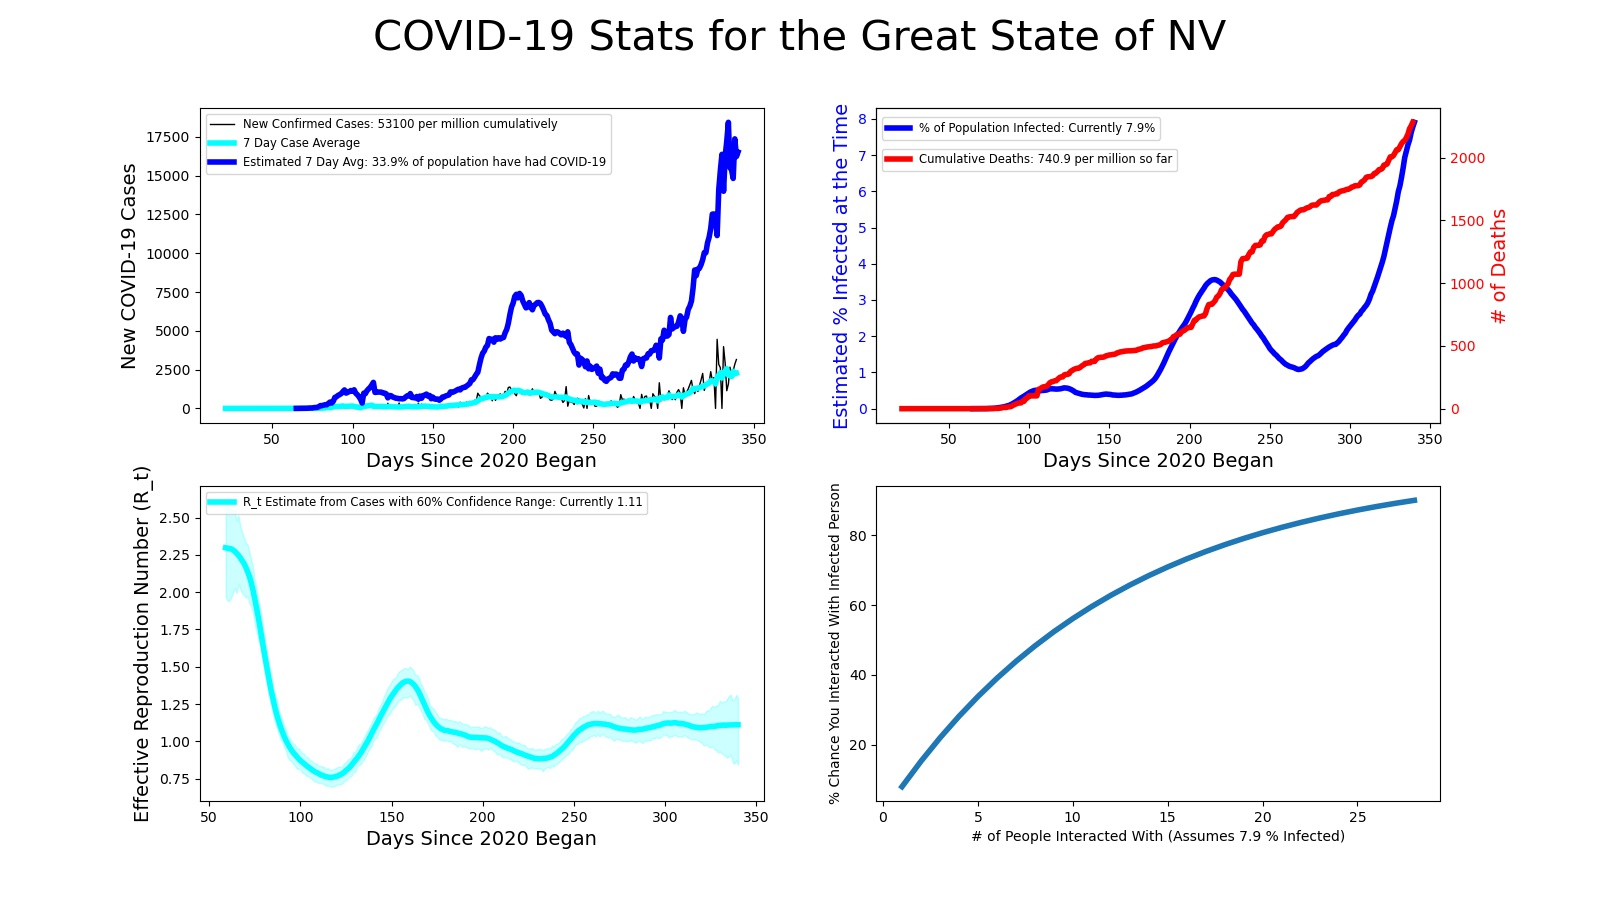 COVID-19 Stats for the Great State of NV
New COVID-19 Cases
17500
15000
12500
10000
7500
5000
2500
0
New Confirmed Cases: 53100 per million cumulatively
7 Day Case Average
Estimated 7 Day Avg: 33.9% of population have had COVID-19
50 100 150 200 250 300 350
Days Since 2020 Began
Estimated % Infected at the Time
8
7
6
5
4
3
2
1
0
% of Population Infected: Currently 7.9%
Cumulative Deaths: 740.9 per million so far
2000
1500
1000
500
0
# of Deaths
50 100 150 200 250 300 350
Days Since 2020 Began
Effective Reproduction Number (R_t)
2.50
2.25
2.00
1.75
1.50
1.25
1.00
0.75
R_t Estimate from Cases with 60% Confidence Range: Currently 1.11
50 100 150 200 250 300 350
Days Since 2020 Began
% Chance You Interacted With Infected Person
80
60
40
20
0 5 10 15 20 25
# of People Interacted With (Assumes 7.9 % Infected)